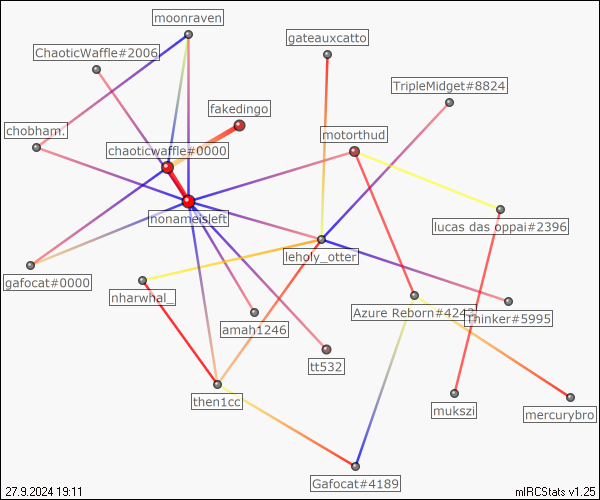 moonraven
gateauxcatto
ChaoticWaffle#2006
TripleMidget#8824
fakedingo
chobham.
motorthud
chaoticwaffle#0000
nonameisleft
lucas das oppai#2396
leholy_otter
gafocat#0000
nharwhal_
Azure Reborn#424
Thinker#5995
amah1246
tt532
then1cc
mukszi
mercurybro
Gafocat#4189
27.9.2024 19:11
mIRCStats v1.25